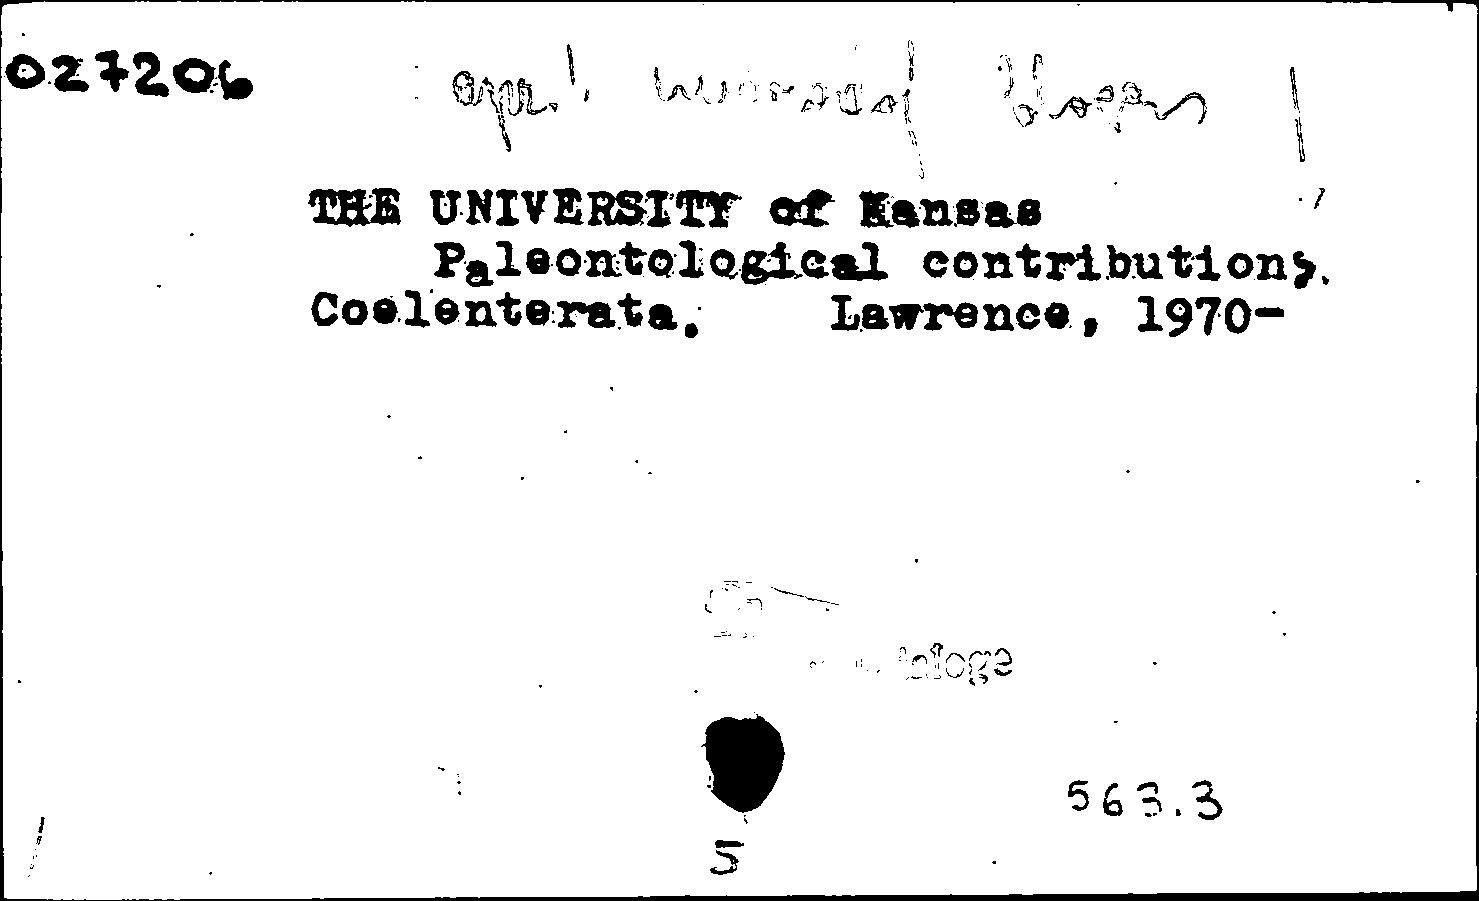 027206
THE UNIVERSITY of Kansas
Paleontological contributions.
Coelenterata. Lawrence, 1970-
563.3
5